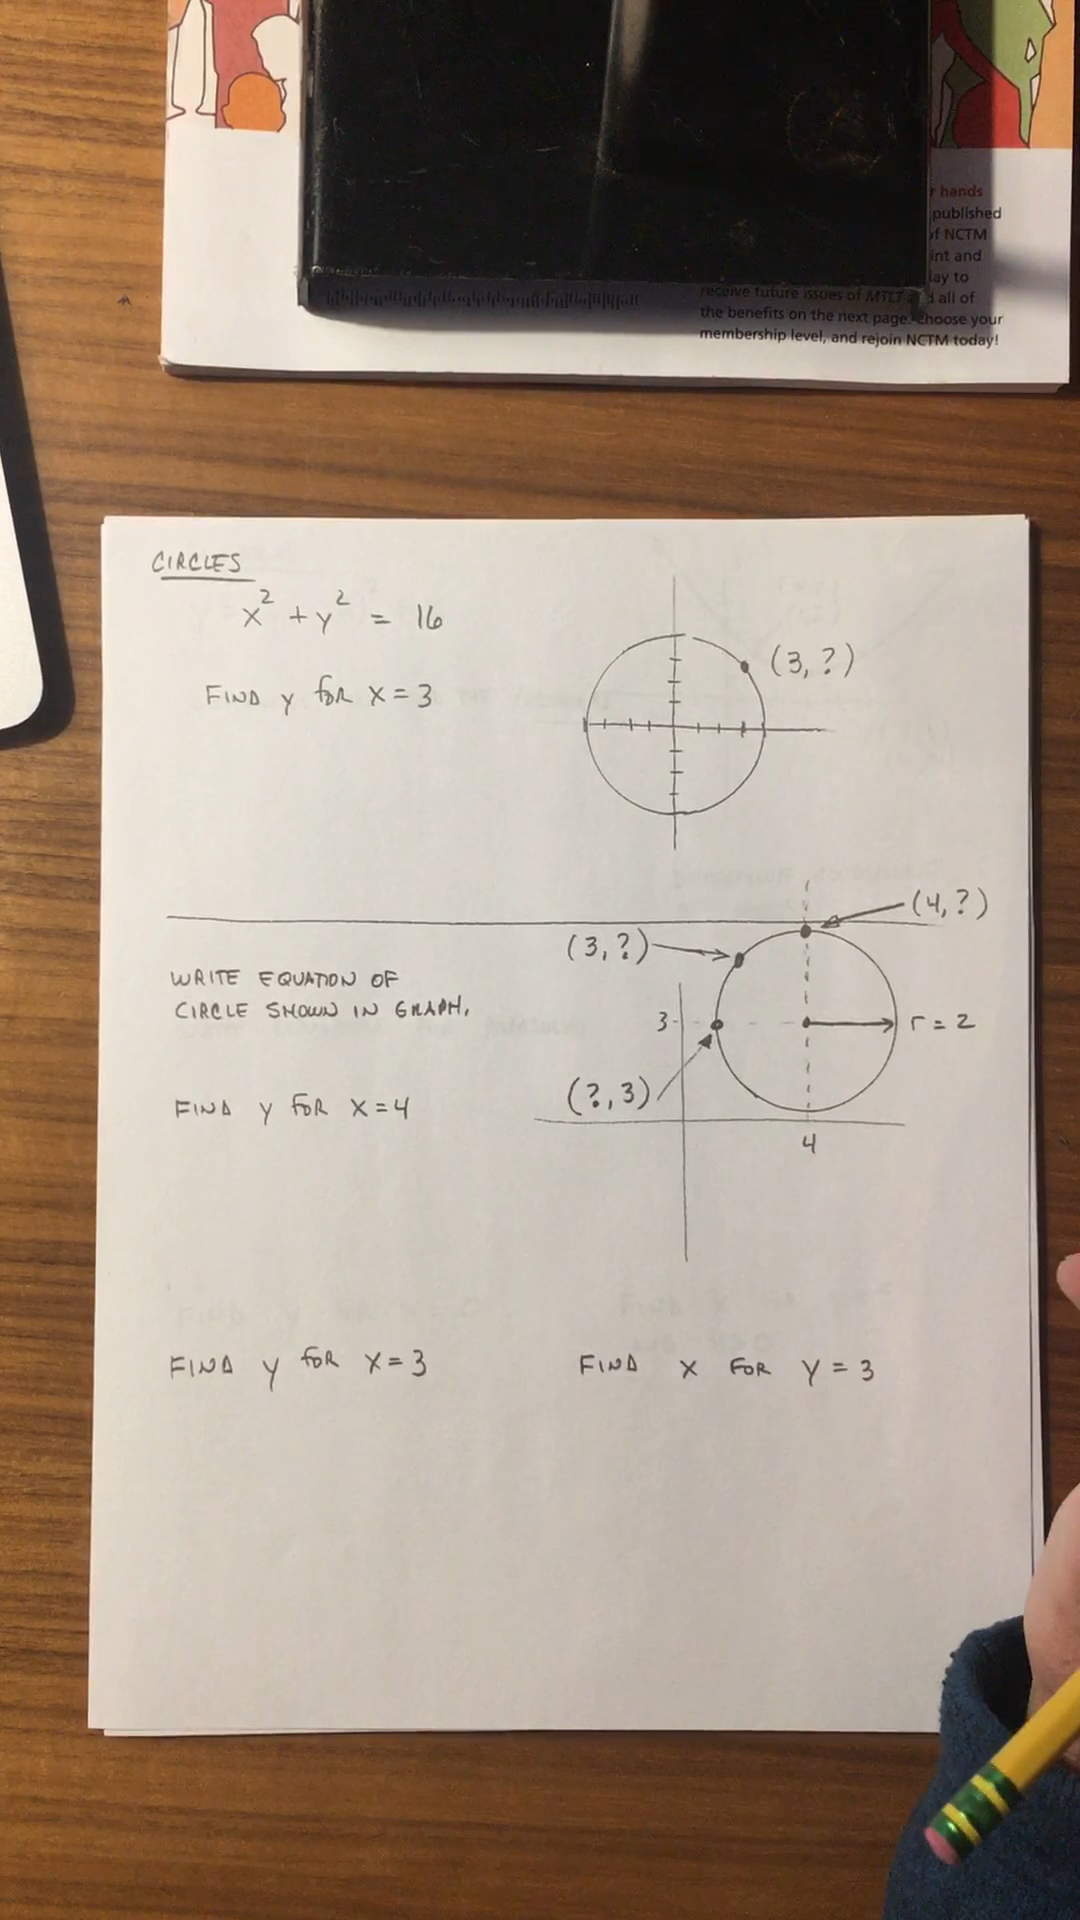 r hands
published
of NCTM
int and
lay to
receive future issues of MTLT and all of
the benefits on the next page. Choose your
membership level, and rejoin NCTM today!
CIRCLES
x² + y² = 16
(3, ?)
FIND y FOR x = 3
(4, ?)
(3, ?)
WRITE EQUATION OF
CIRCLE SHOWN IN GRAPH.
3
r = 2
(?, 3)
FIND y FOR x = 4
4
FIND y FOR x = 3
FIND x FOR y = 3